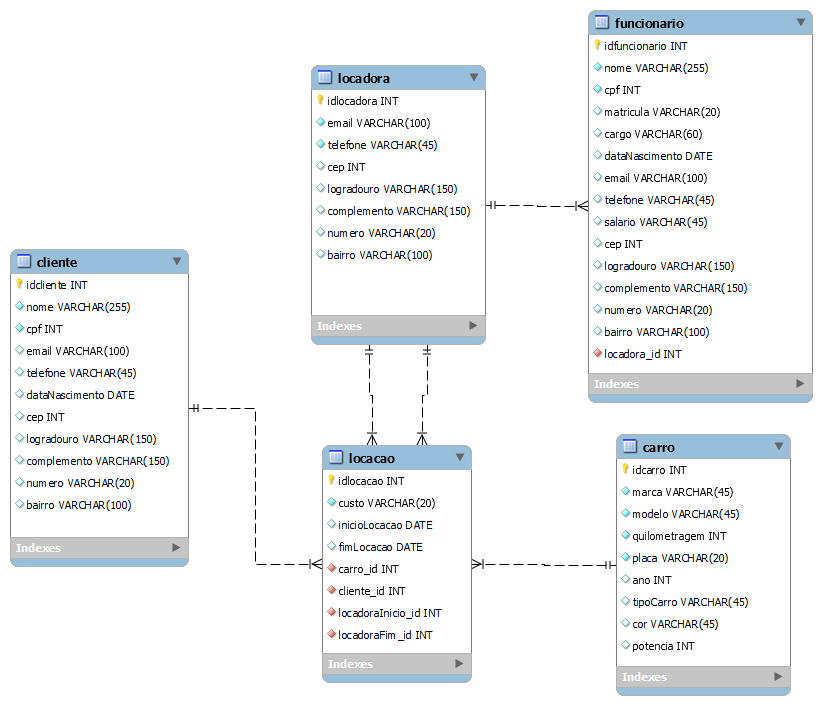 funcionario
idfuncionario INT
nome VARCHAR(255)
cpf INT
matricula VARCHAR(20)
cargo VARCHAR(60)
dataNascimento DATE
email VARCHAR(100)
telefone VARCHAR(45)
salario VARCHAR(45)
cep INT
logradouro VARCHAR(150)
complemento VARCHAR(150)
numero VARCHAR(20)
bairro VARCHAR(100)
locadora_id INT
Indexes
locadora
idlocadora INT
email VARCHAR(100)
telefone VARCHAR(45)
cep INT
logradouro VARCHAR(150)
complemento VARCHAR(150)
numero VARCHAR(20)
bairro VARCHAR(100)
Indexes
cliente
idcliente INT
nome VARCHAR(255)
cpf INT
email VARCHAR(100)
telefone VARCHAR(45)
dataNascimento DATE
cep INT
logradouro VARCHAR(150)
complemento VARCHAR(150)
numero VARCHAR(20)
bairro VARCHAR(100)
Indexes
locacao
idlocacao INT
custo VARCHAR(20)
inicioLocacao DATE
fimLocacao DATE
carro_id INT
cliente_id INT
locadoraInicio_id INT
locadoraFim_id INT
Indexes
carro
idcarro INT
marca VARCHAR(45)
modelo VARCHAR(45)
quilometragem INT
placa VARCHAR(20)
ano INT
tipoCarro VARCHAR(45)
cor VARCHAR(45)
potencia INT
Indexes